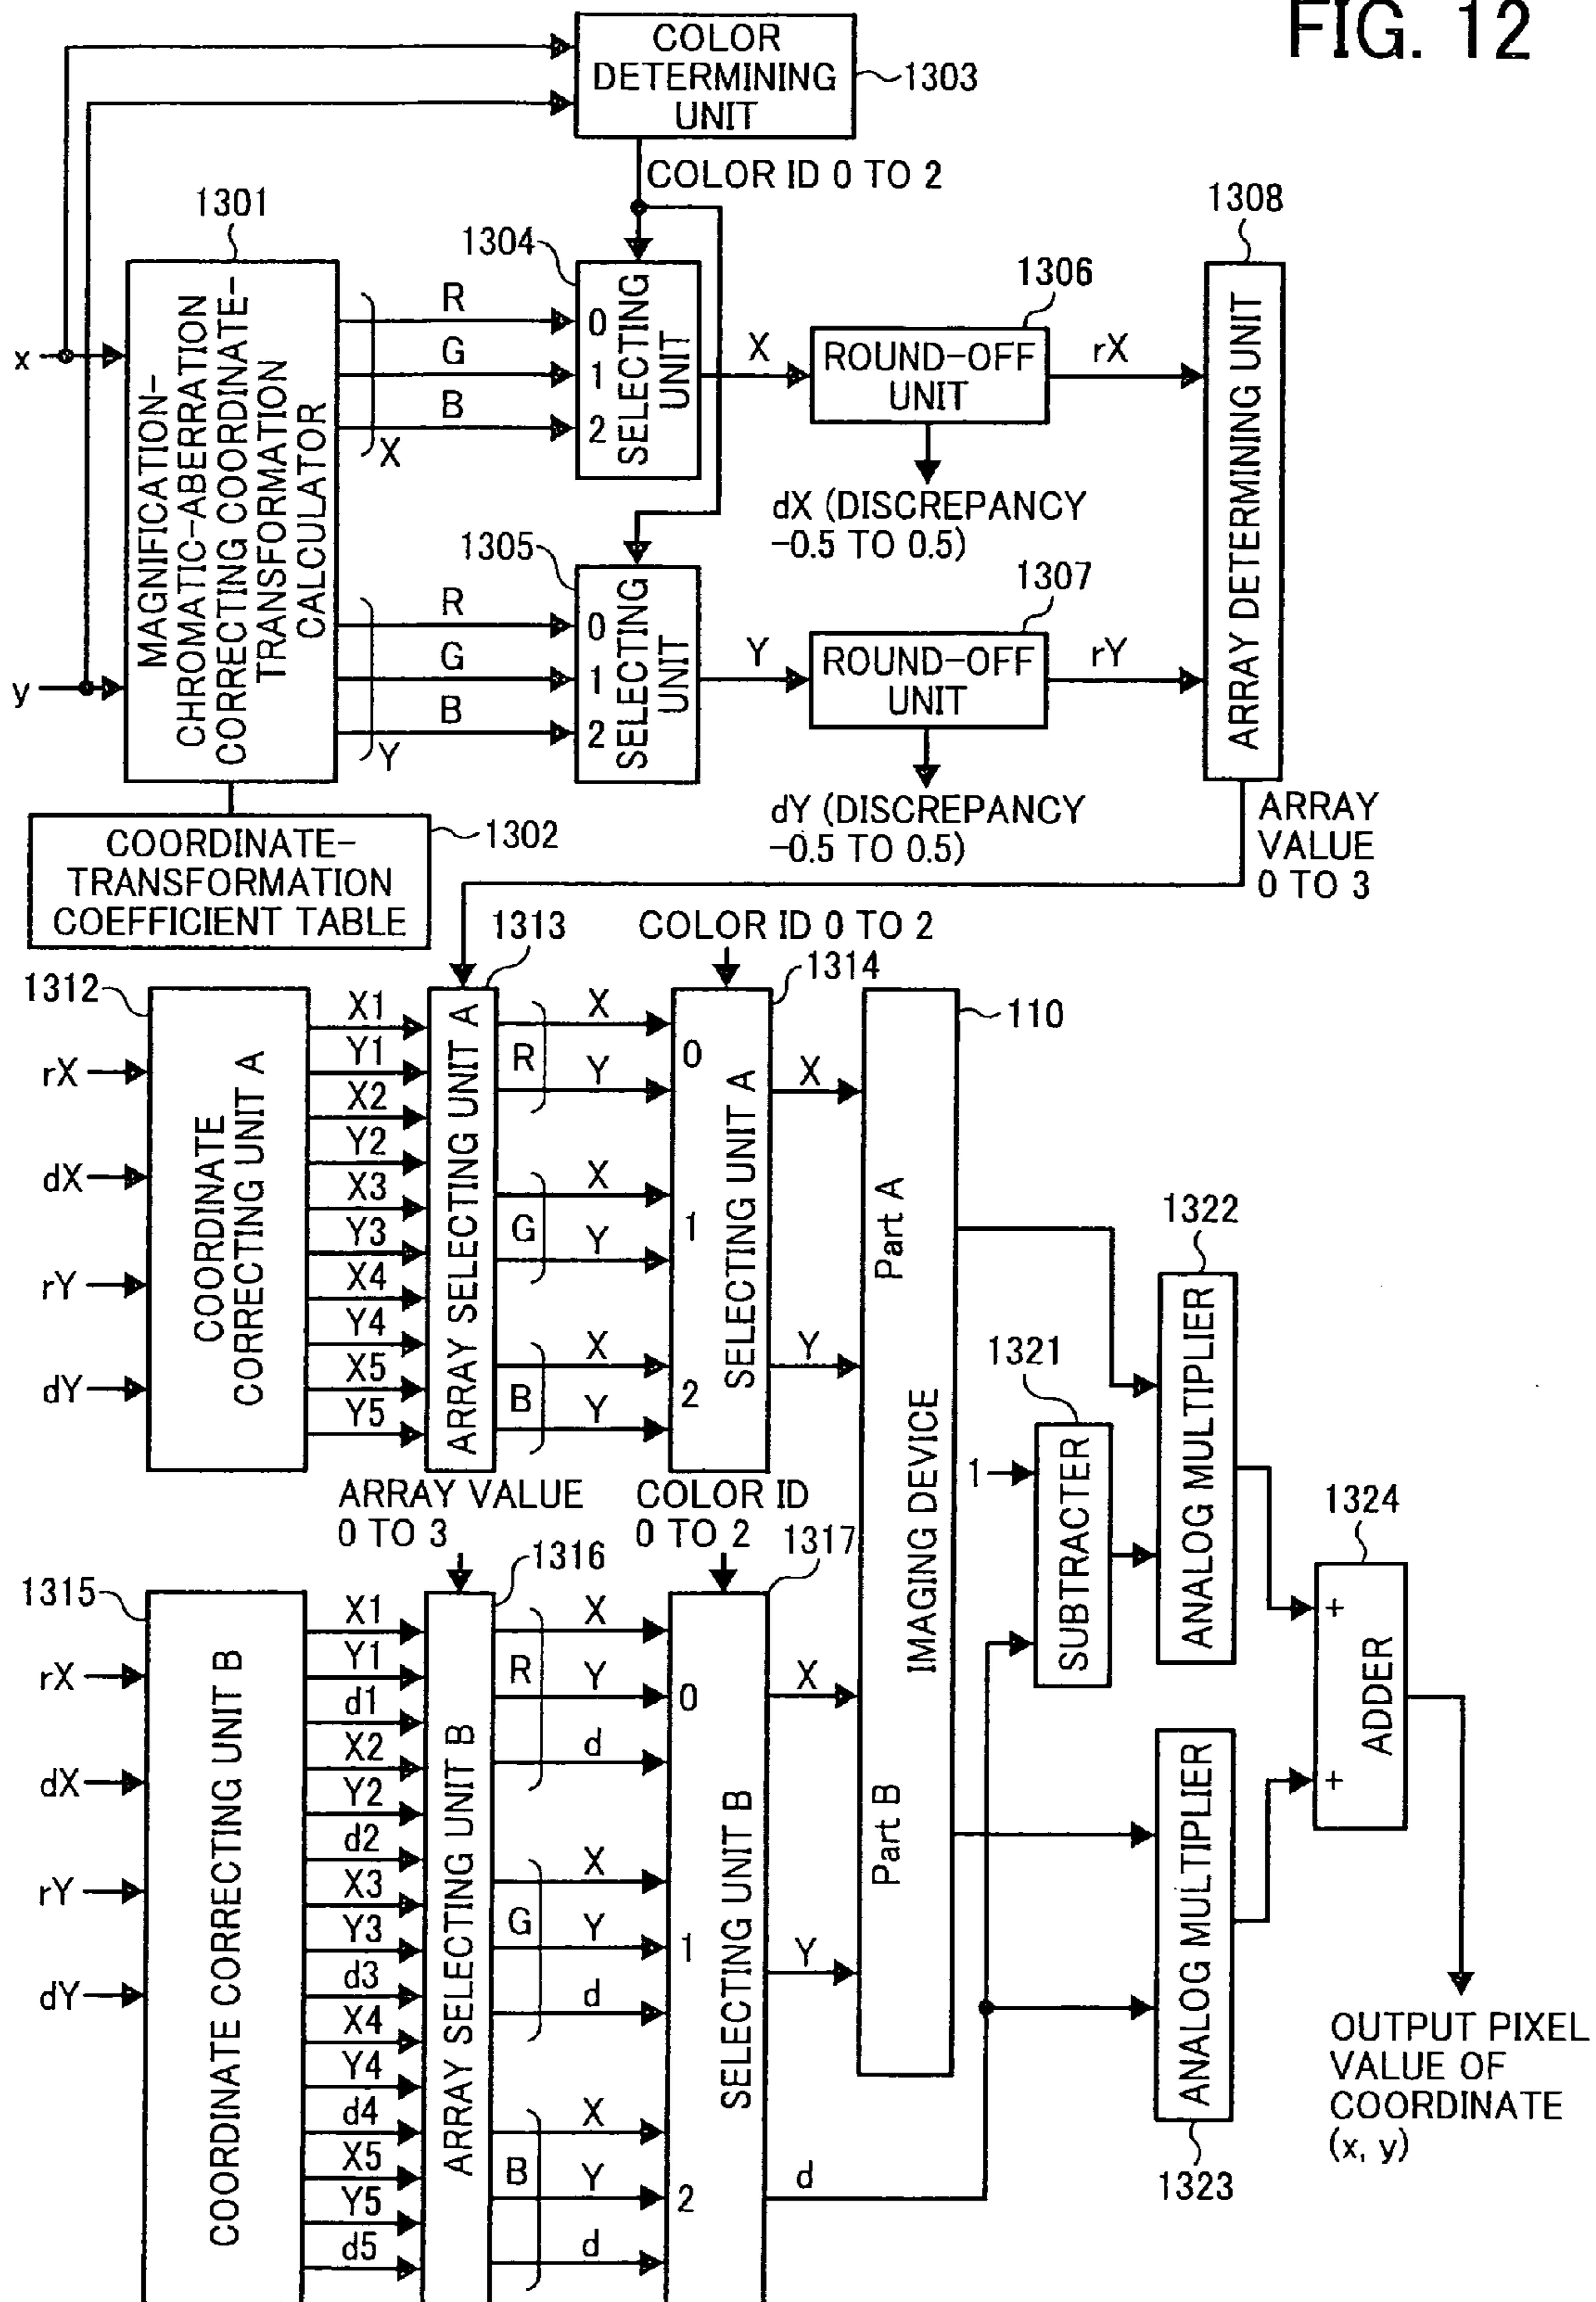 FIG. 12
COLOR
DETERMINING
UNIT
1303
COLOR ID 0 TO 2
1301
1304
1308
x
y
MAGNIFICATION-
CHROMATIC-ABERRATION
CORRECTING COORDINATE-
TRANSFORMATION
CALCULATOR
R
G
B
X
0
1
2
SELECTING
UNIT
X
1306
ROUND-OFF
UNIT
rX
dX (DISCREPANCY
-0.5 TO 0.5)
ARRAY DETERMINING UNIT
1305
R
G
B
Y
0
1
2
SELECTING
UNIT
Y
1307
ROUND-OFF
UNIT
rY
dY (DISCREPANCY
-0.5 TO 0.5)
ARRAY
VALUE
0 TO 3
1302
COORDINATE-
TRANSFORMATION
COEFFICIENT TABLE
1312
rX
dX
rY
dY
COORDINATE
CORRECTING UNIT A
X1
Y1
X2
Y2
X3
Y3
X4
Y4
X5
Y5
1313
ARRAY SELECTING UNIT A
X
R
Y
X
G
Y
X
B
Y
COLOR ID 0 TO 2
1314
0
1
2
SELECTING UNIT A
X
Y
110
Part A
IMAGING DEVICE
Part B
1315
rX
dX
rY
dY
COORDINATE CORRECTING UNIT B
X1
Y1
d1
X2
Y2
d2
X3
Y3
d3
X4
Y4
d4
X5
Y5
d5
ARRAY VALUE
0 TO 3
1316
ARRAY SELECTING UNIT B
X
R
Y
d
X
G
Y
d
X
B
Y
d
COLOR ID
0 TO 2
1317
0
1
2
SELECTING UNIT B
X
Y
d
1321
1
SUBTRACTER
1322
ANALOG MULTIPLIER
ANALOG MULTIPLIER
1323
1324
+
+
ADDER
OUTPUT PIXEL
VALUE OF
COORDINATE
(x, y)